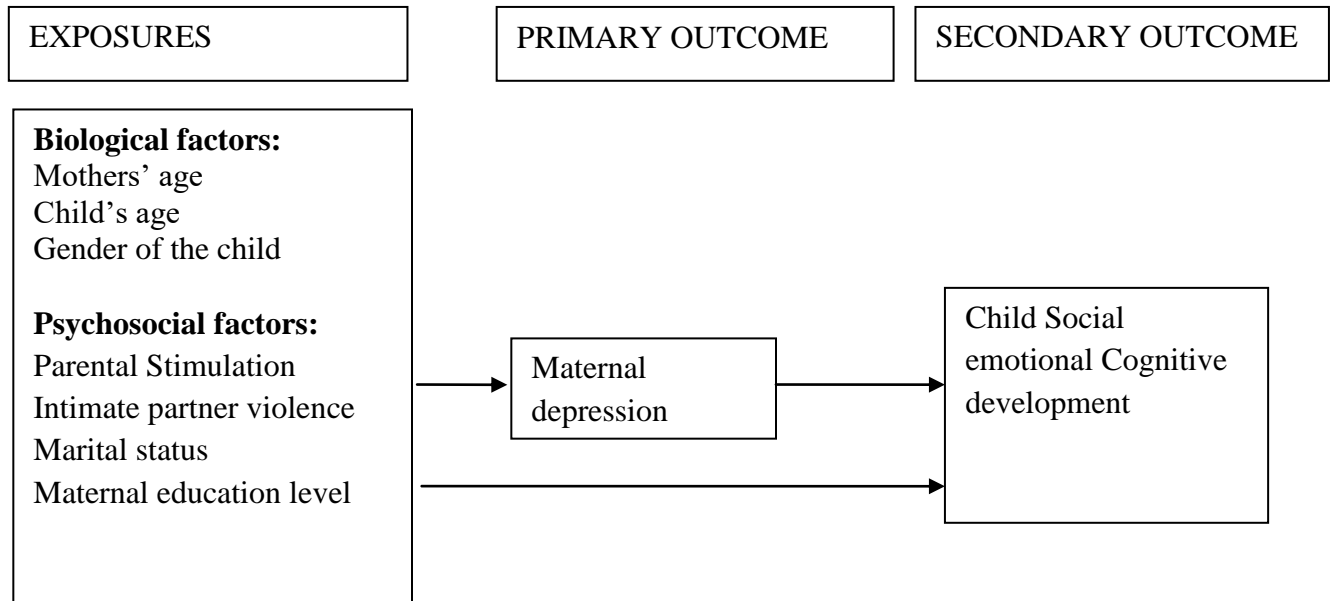 EXPOSURES
PRIMARY OUTCOME
SECONDARY OUTCOME
Biological factors:
Mothers’ age
Child’s age
Gender of the child
Psychosocial factors:
Parental Stimulation
Intimate partner violence
Marital status
Maternal education level
Maternal
depression
Child Social
emotional Cognitive
development